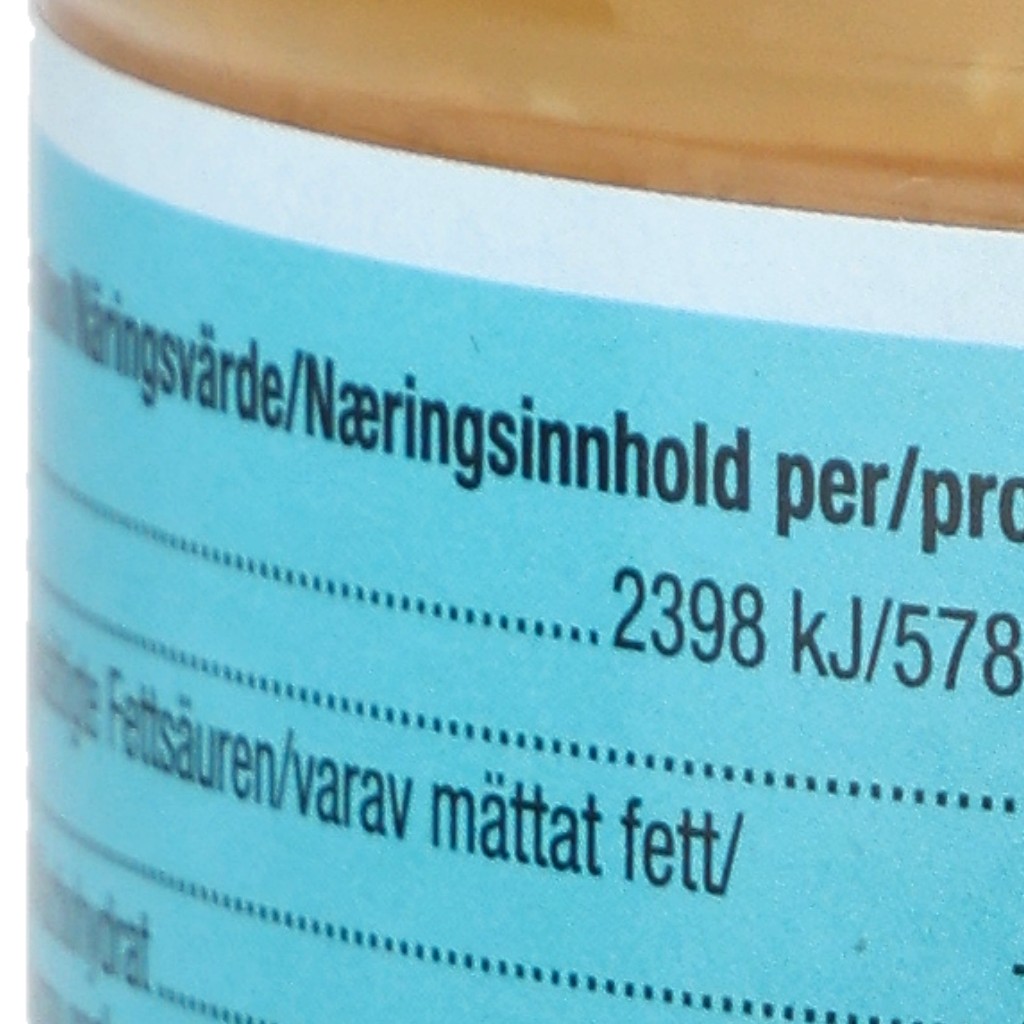 Näringsvärde/Næringsinnhold per/pro
2398 kJ/578
Fettsäuren/varav mättat fett/